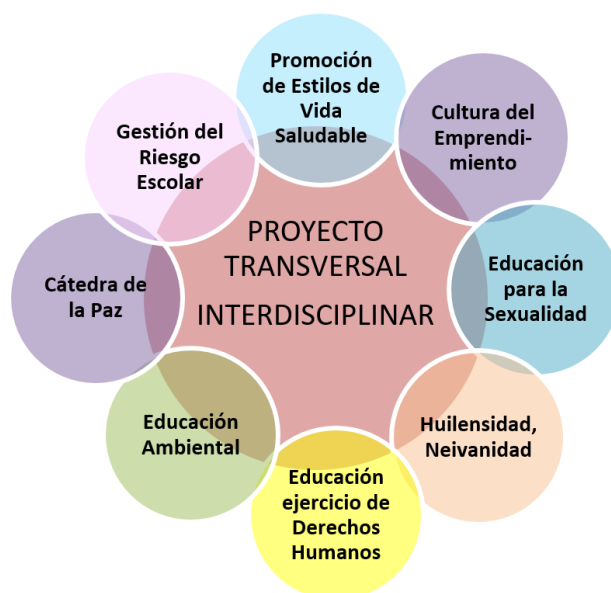 Promoción
de Estilos de
Vida
Saludable
Cultura del
Emprendi-
miento
Educación
para la
Sexualidad
Huilensidad,
Neivanidad
Educación
ejercicio de
Derechos
Humanos
Educación
Ambiental
Cátedra de
la Paz
Gestión del
Riesgo
Escolar
PROYECTO
TRANSVERSAL
INTERDISCIPLINAR